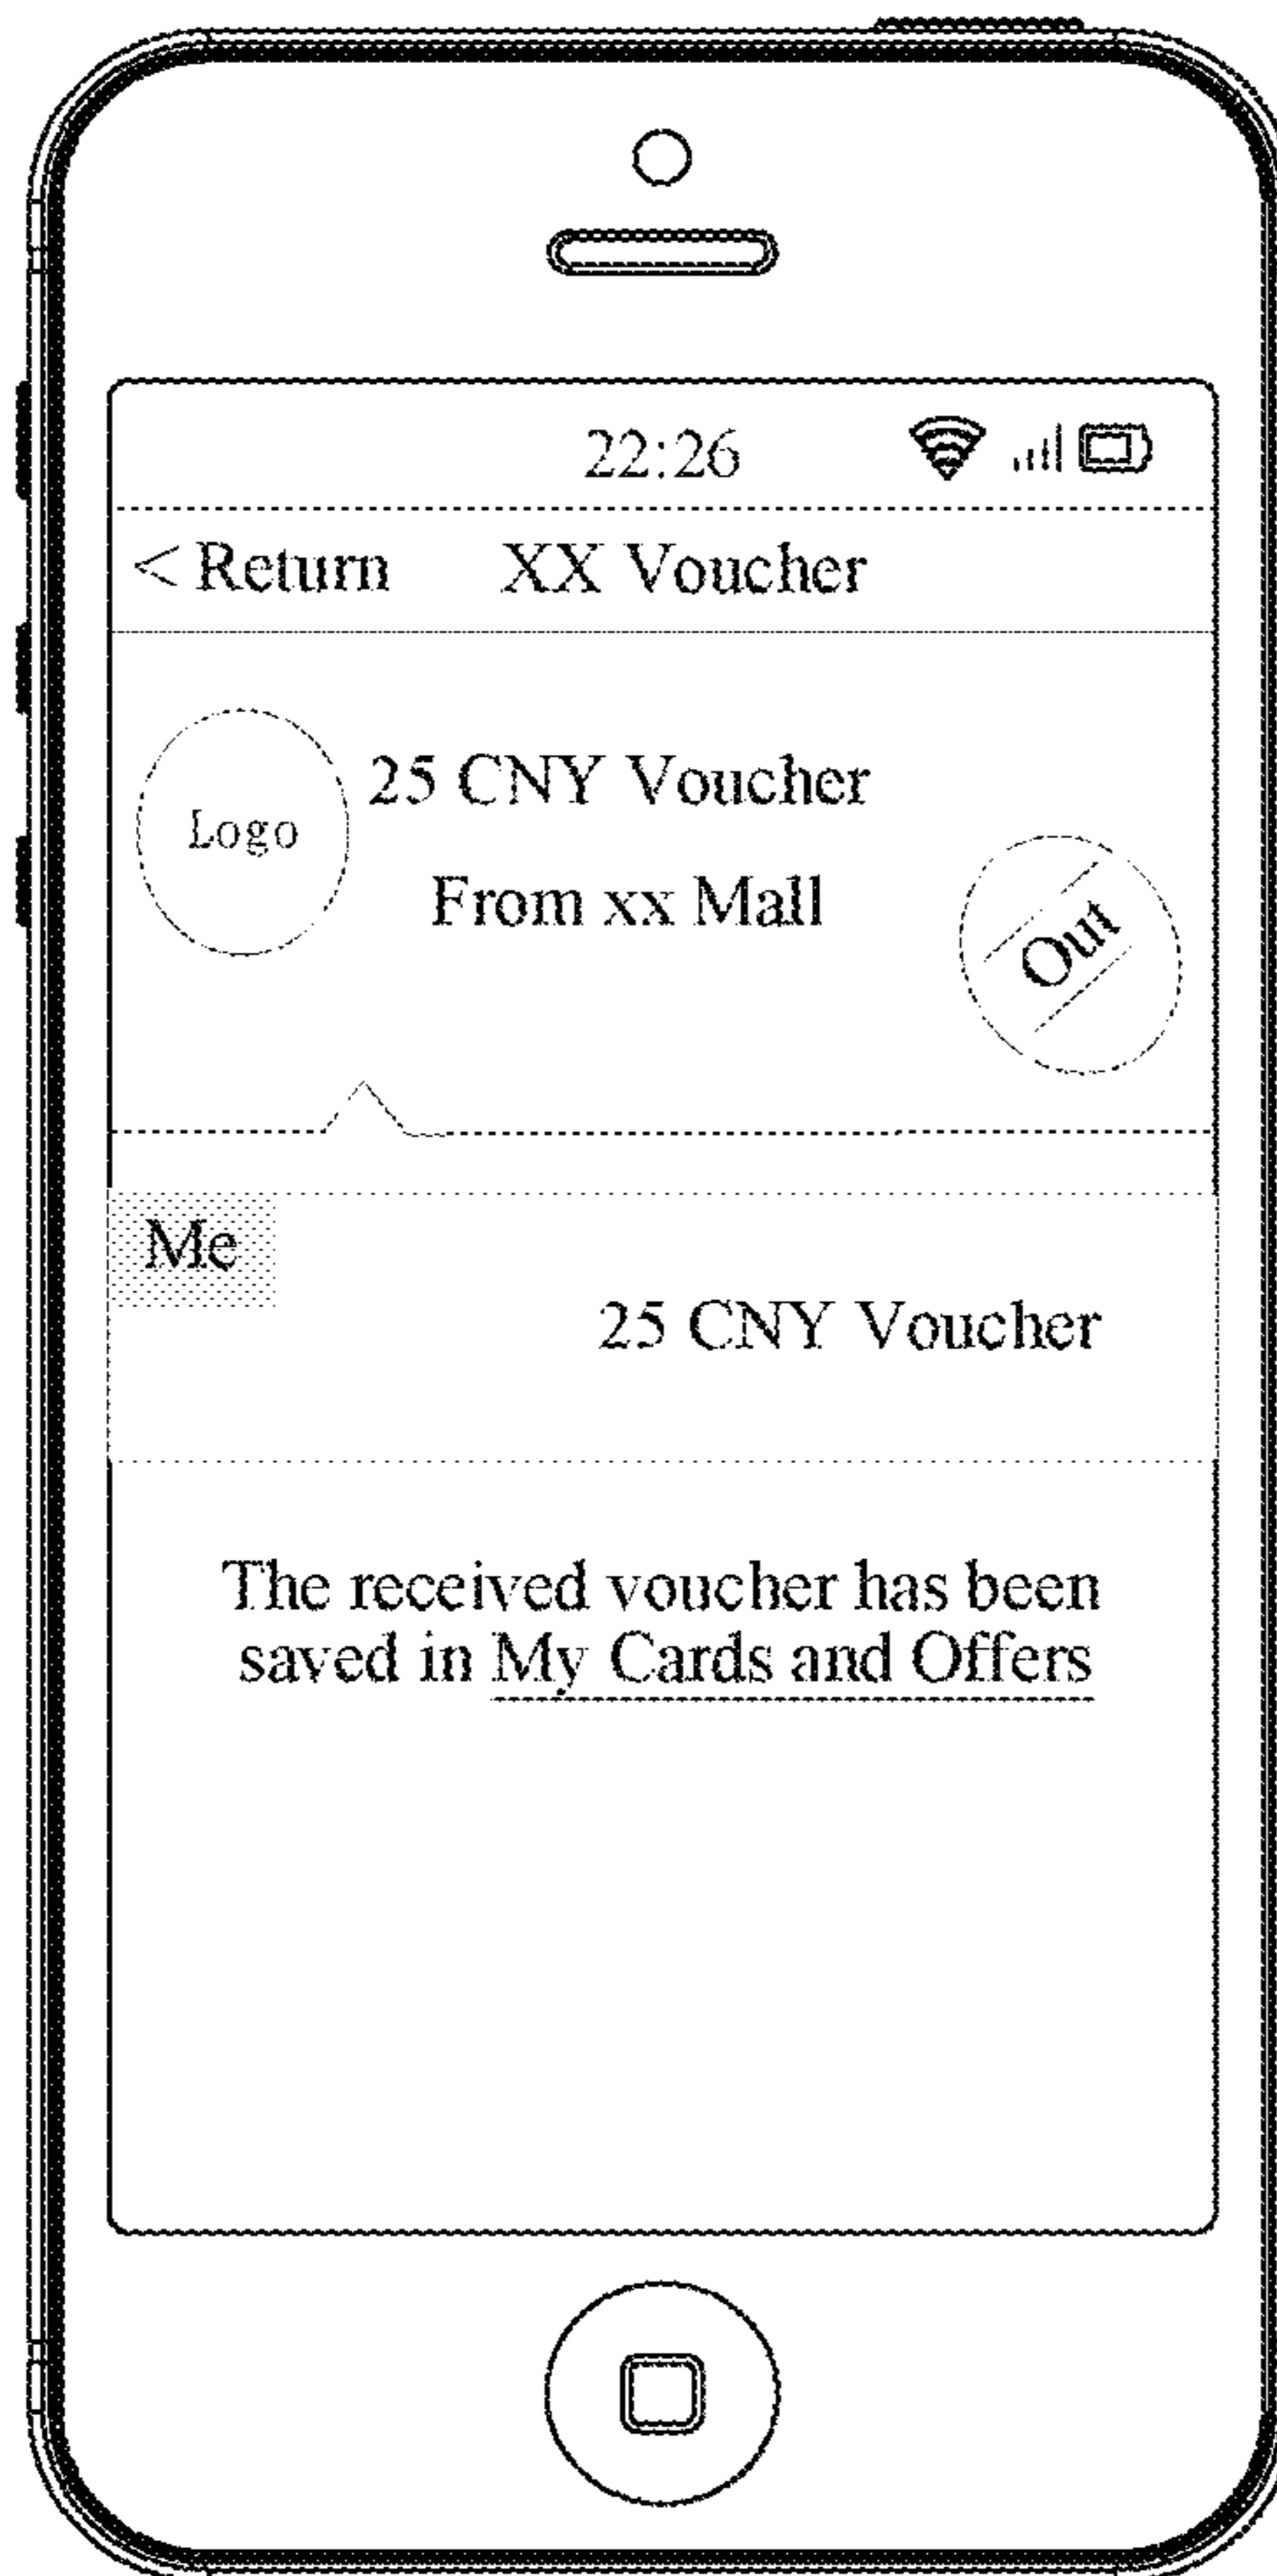 22:26
< Return XX Voucher
25 CNY Voucher
Logo
From xx Mall
Out
Me
25 CNY Voucher
The received voucher has been
saved in My Cards and Offers